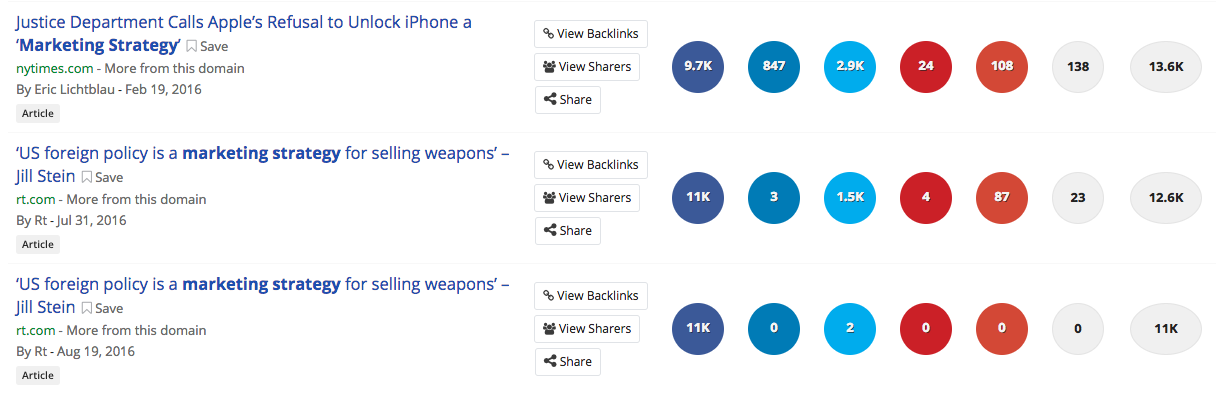 Justice Department Calls Apple’s Refusal to Unlock iPhone a
‘Marketing Strategy’ Save
nytimes.com - More from this domain
By Eric Lichtblau - Feb 19, 2016
Article
View Backlinks
View Sharers
Share
9.7K 847 2.9K 24 108 138 13.6K
‘US foreign policy is a marketing strategy for selling weapons’ –
Jill Stein Save
rt.com - More from this domain
By Rt - Jul 31, 2016
Article
View Backlinks
View Sharers
Share
11K 3 1.5K 4 87 23 12.6K
‘US foreign policy is a marketing strategy for selling weapons’ –
Jill Stein Save
rt.com - More from this domain
By Rt - Aug 19, 2016
Article
View Backlinks
View Sharers
Share
11K 0 2 0 0 0 11K